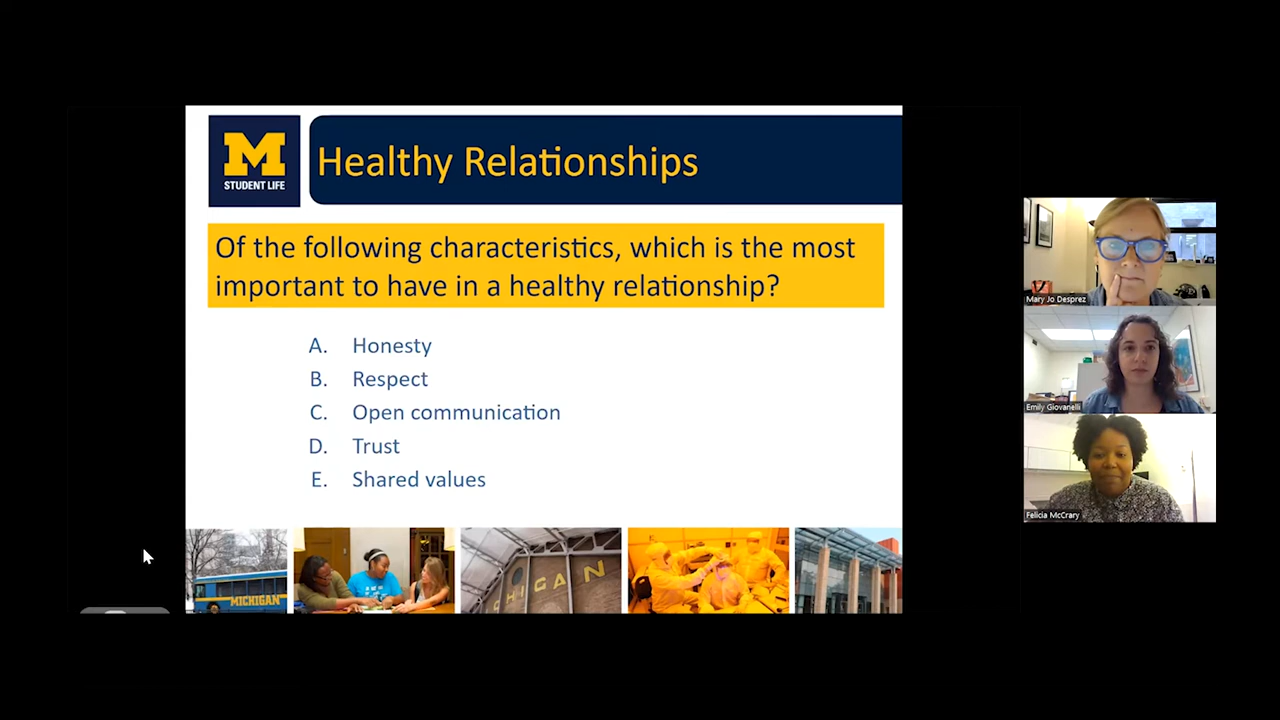 M
STUDENT LIFE
Healthy Relationships
Of the following characteristics, which is the most
important to have in a healthy relationship?
A. Honesty
B. Respect
C. Open communication
D. Trust
E. Shared values
MICHIGAN
CHIGAN
Mary Jo Desprez
Emily Giovanelli
Felicia McCrary